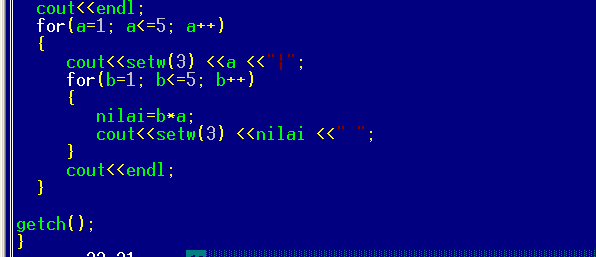 cout<<endl;
for(a=1; a<=5; a++)
{
cout<<setw(3) <<a <<"|";
for(b=1; b<=5; b++)
{
nilai=b*a;
cout<<setw(3) <<nilai <<" ";
}
cout<<endl;
}
getch();
}